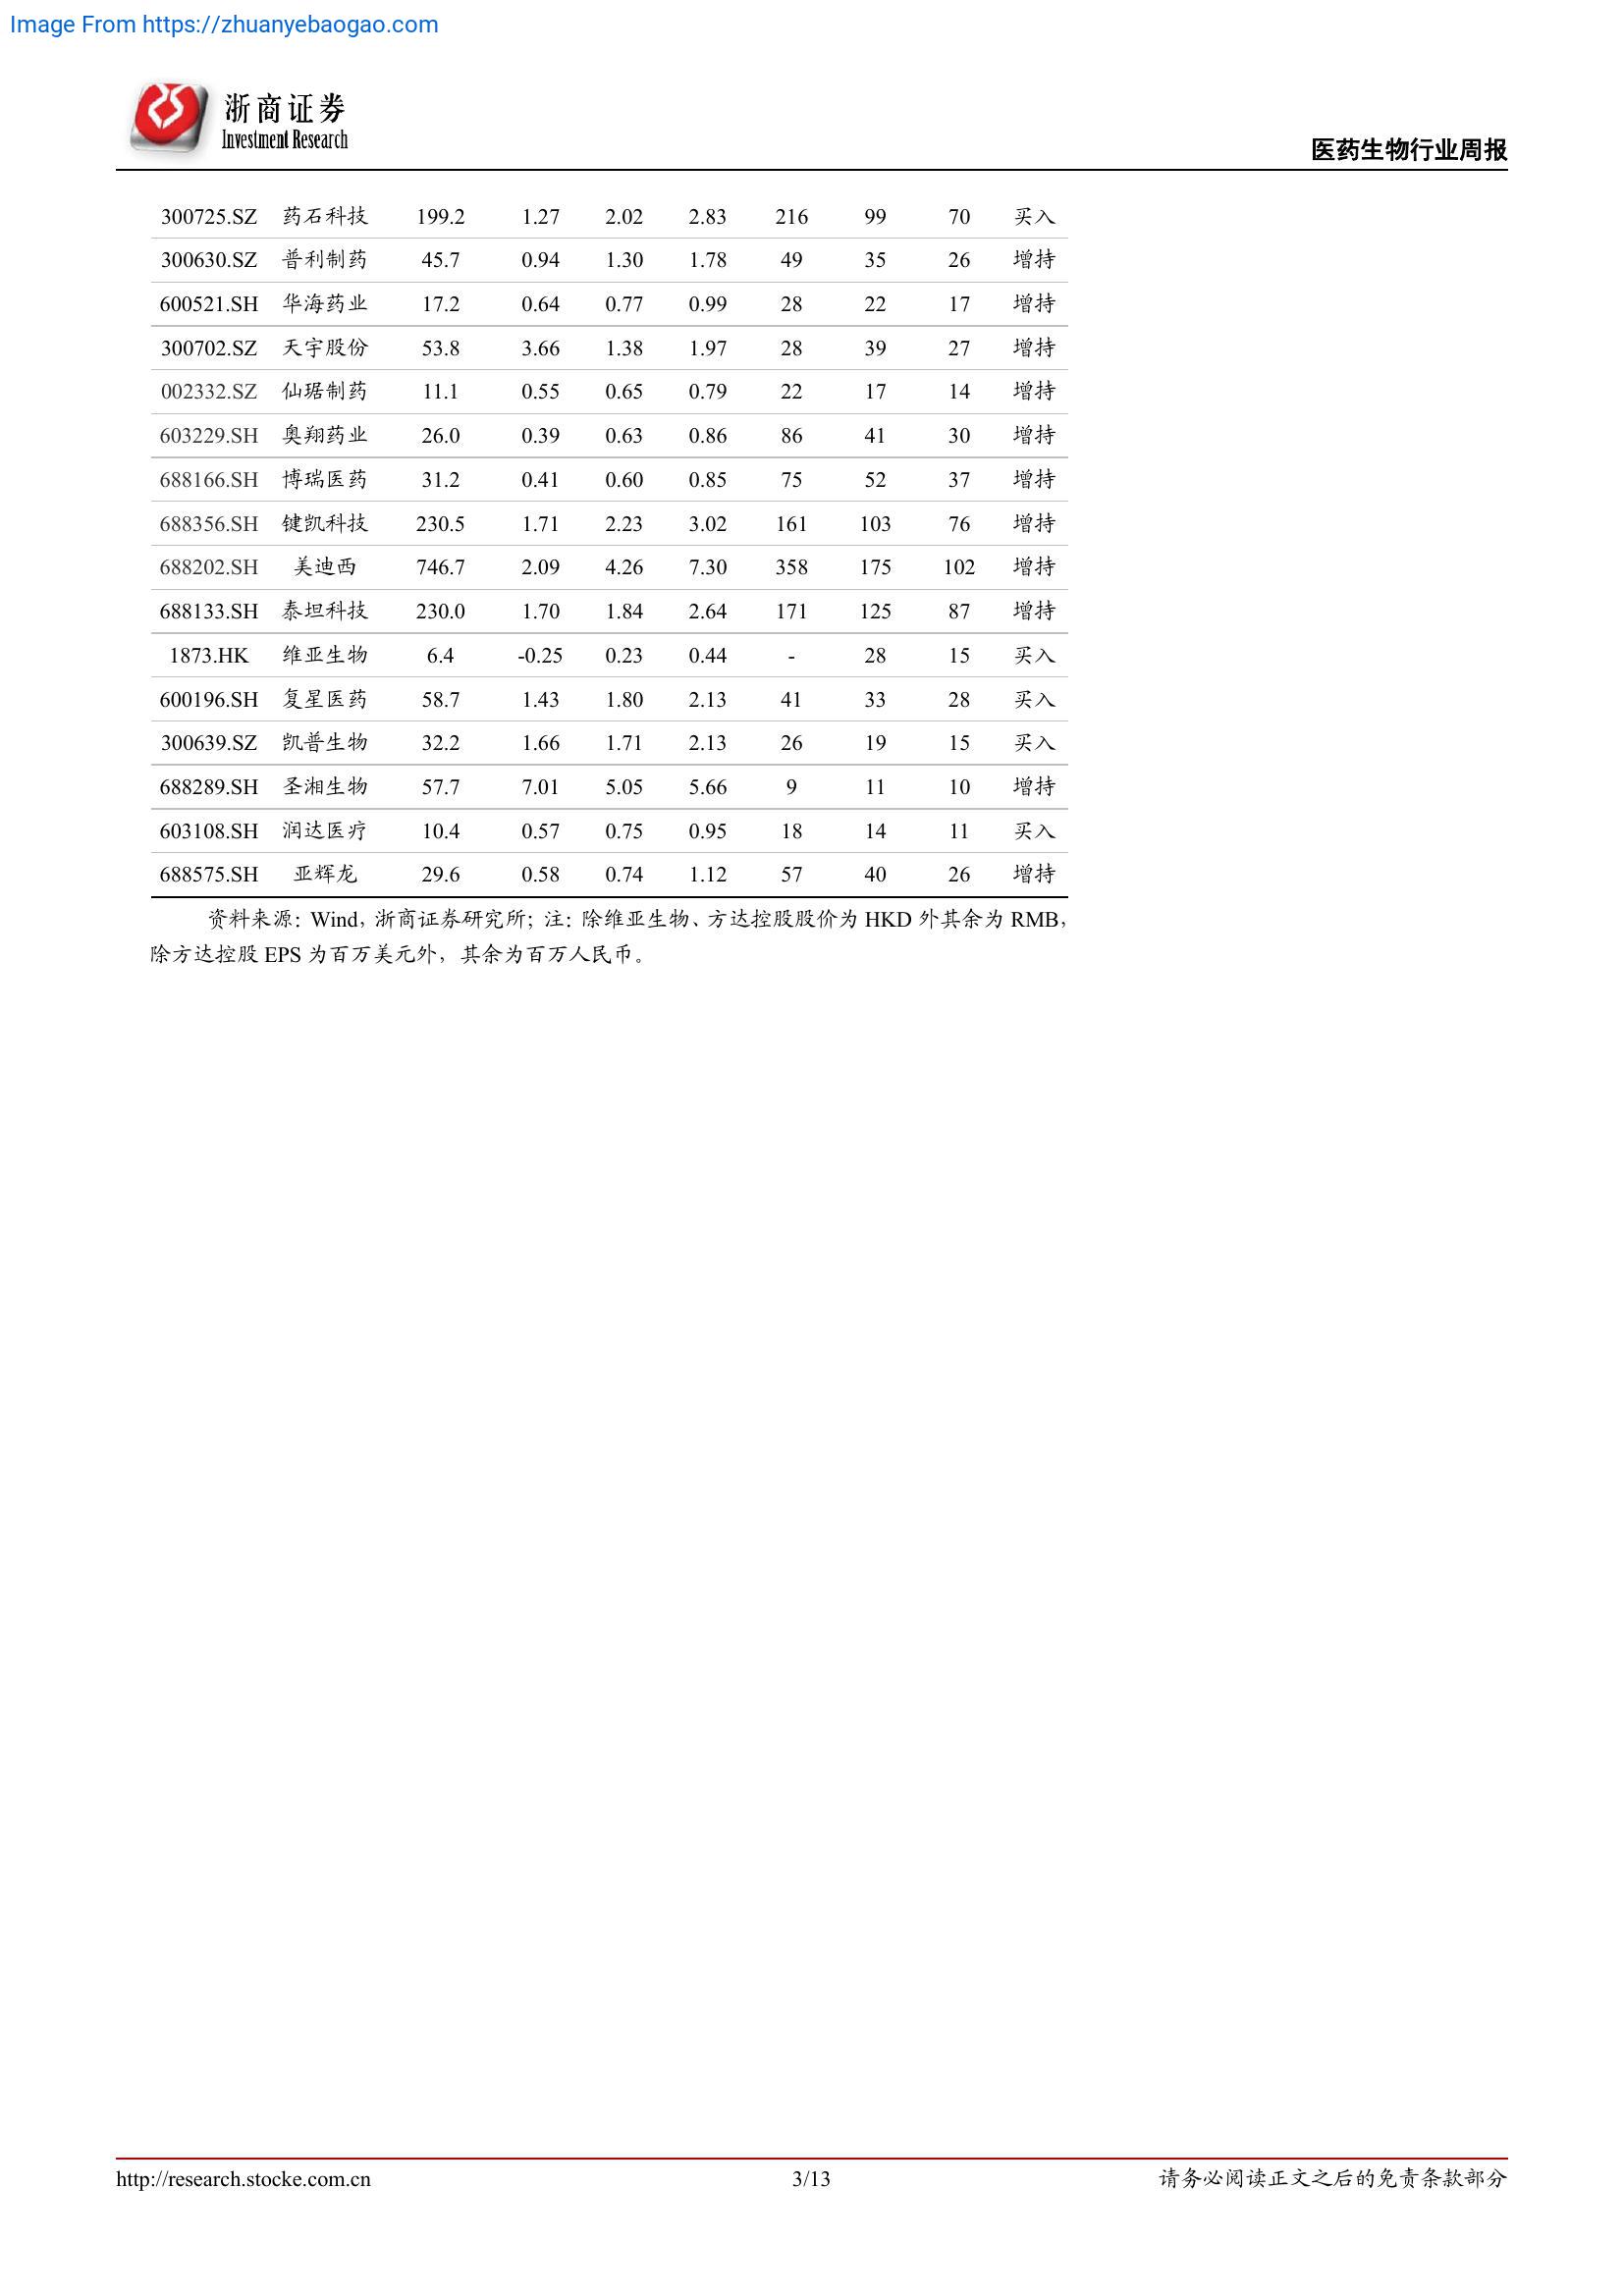 Image From https://zhuanyebaogao.com
浙商证券
Investment Research
医药生物行业周报
300725.SZ 药石科技 199.2 1.27 2.02 2.83 216 99 70 买入
300630.SZ 普利制药 45.7 0.94 1.30 1.78 49 35 26 增持
600521.SH 华海药业 17.2 0.64 0.77 0.99 28 22 17 增持
300702.SZ 天宇股份 53.8 3.66 1.38 1.97 28 39 27 增持
002332.SZ 仙琚制药 11.1 0.55 0.65 0.79 22 17 14 增持
603229.SH 奥翔药业 26.0 0.39 0.63 0.86 86 41 30 增持
688166.SH 博瑞医药 31.2 0.41 0.60 0.85 75 52 37 增持
688356.SH 键凯科技 230.5 1.71 2.23 3.02 161 103 76 增持
688202.SH 美迪西 746.7 2.09 4.26 7.30 358 175 102 增持
688133.SH 泰坦科技 230.0 1.70 1.84 2.64 171 125 87 增持
1873.HK 维亚生物 6.4 -0.25 0.23 0.44 - 28 15 买入
600196.SH 复星医药 58.7 1.43 1.80 2.13 41 33 28 买入
300639.SZ 凯普生物 32.2 1.66 1.71 2.13 26 19 15 买入
688289.SH 圣湘生物 57.7 7.01 5.05 5.66 9 11 10 增持
603108.SH 润达医疗 10.4 0.57 0.75 0.95 18 14 11 买入
688575.SH 亚辉龙 29.6 0.58 0.74 1.12 57 40 26 增持
资料来源：Wind，浙商证券研究所；注：除维亚生物、方达控股股价为 HKD 外其余为 RMB，
除方达控股 EPS 为百万美元外，其余为百万人民币。
http://research.stocke.com.cn 3/13 请务必阅读正文之后的免责条款部分